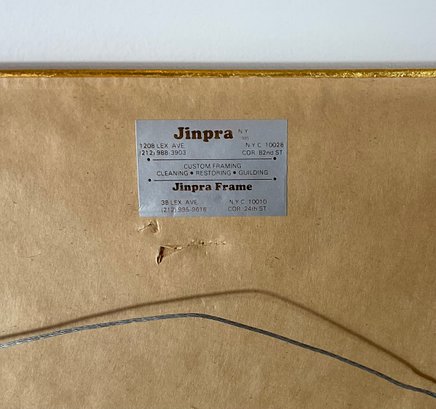 Jinpra N.Y.
1208 LEX. AVE. N.Y.C. 10028
(212) 988-3903 COR. 82nd ST.
CUSTOM FRAMING
CLEANING • RESTORING • GUILDING
Jinpra Frame
38 LEX. AVE. N.Y.C. 10010
COR. 24th ST.